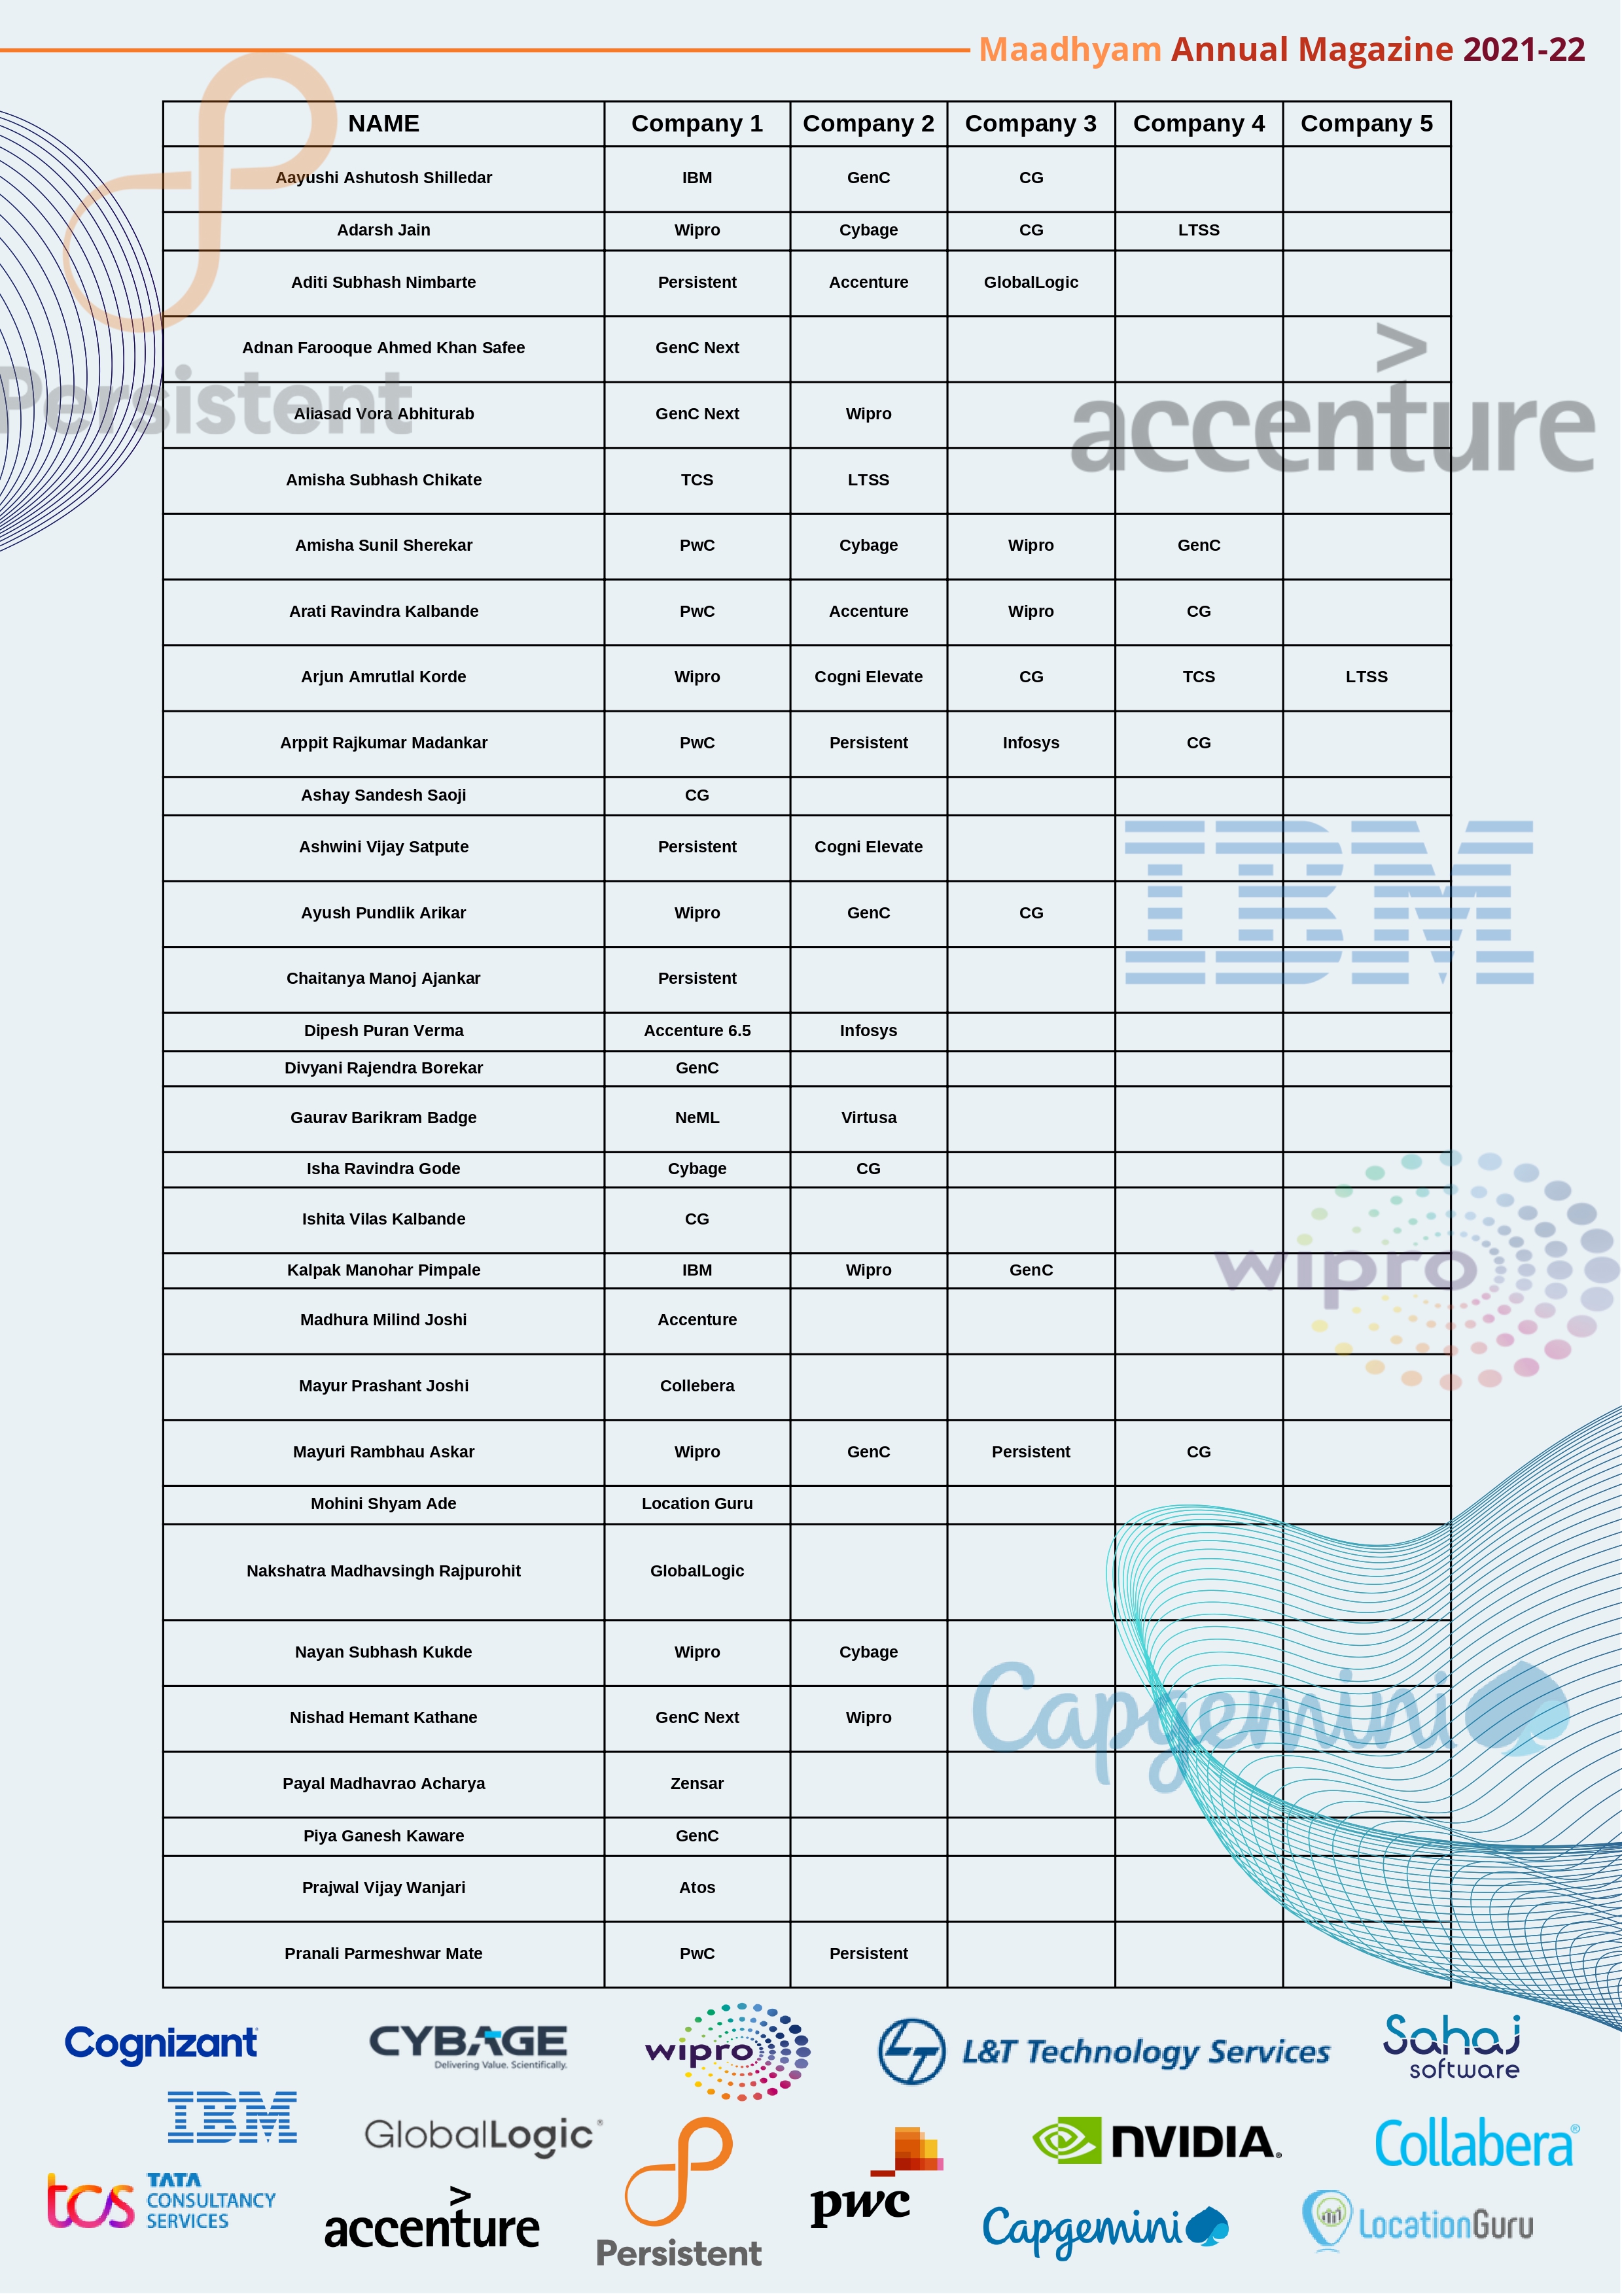 Maadhyam Annual Magazine 2021-22
NAME Company 1 Company 2 Company 3 Company 4 Company 5
Aayushi Ashutosh Shilledar IBM GenC CG
Adarsh Jain Wipro Cybage CG LTSS
Aditi Subhash Nimbarte Persistent Accenture GlobalLogic
Adnan Farooque Ahmed Khan Safee GenC Next
Persistent
accenture
Aliasad Vora Abhiturab GenC Next Wipro
Amisha Subhash Chikate TCS LTSS
Amisha Sunil Sherekar PwC Cybage Wipro GenC
Arati Ravindra Kalbande PwC Accenture Wipro CG
Arjun Amrutlal Korde Wipro Cogni Elevate CG TCS LTSS
Arppit Rajkumar Madankar PwC Persistent Infosys CG
Ashay Sandesh Saoji CG
Ashwini Vijay Satpute Persistent Cogni Elevate
IBM
Ayush Pundlik Arikar Wipro GenC CG
Chaitanya Manoj Ajankar Persistent
Dipesh Puran Verma Accenture 6.5 Infosys
Divyani Rajendra Borekar GenC
Gaurav Barikram Badge NeML Virtusa
Isha Ravindra Gode Cybage CG
Ishita Vilas Kalbande CG
wipro
Kalpak Manohar Pimpale IBM Wipro GenC
Madhura Milind Joshi Accenture
Mayur Prashant Joshi Collebera
Mayuri Rambhau Askar Wipro GenC Persistent CG
Mohini Shyam Ade Location Guru
Nakshatra Madhavsingh Rajpurohit GlobalLogic
Nayan Subhash Kukde Wipro Cybage
Capgemini
Nishad Hemant Kathane GenC Next Wipro
Payal Madhavrao Acharya Zensar
Piya Ganesh Kaware GenC
Prajwal Vijay Wanjari Atos
Pranali Parmeshwar Mate PwC Persistent
Cognizant CYBAGE wipro L&T Technology Services Sahaj
Delivering Value. Scientifically. software
IBM GlobalLogic® NVIDIA. Collabera®
tcs TATA
CONSULTANCY
SERVICES
accenture Persistent pwc Capgemini LocationGuru